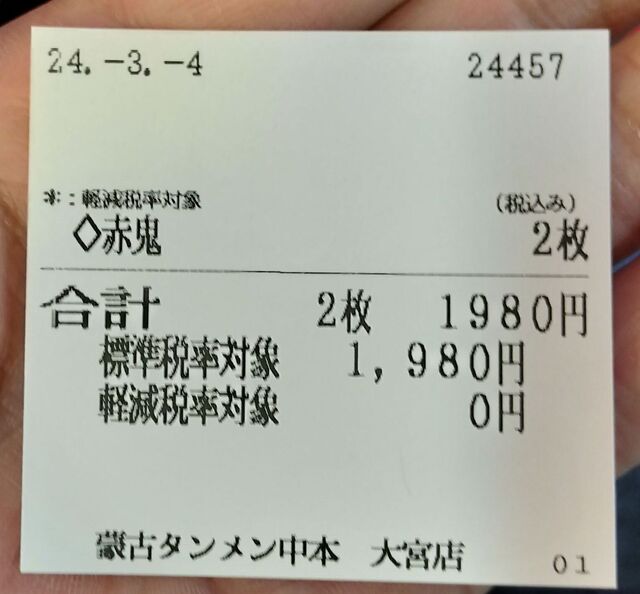 24.-3.-4 24457
*:軽減税率対象 (税込み)
◇赤鬼 2枚
合計 2枚 1980円
標準税率対象 1,980円
軽減税率対象 0円
蒙古タンメン中本 大宮店 01